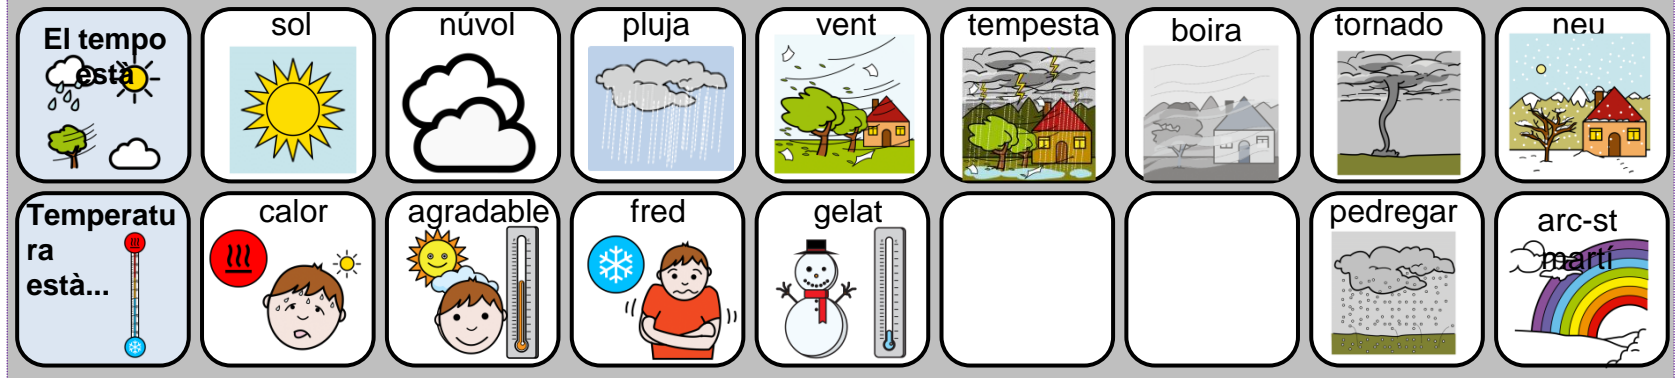 El tempo
està
sol
núvol
pluja
vent
tempesta
boira
tornado
neu
Temperatu
ra
està...
calor
agradable
fred
gelat
pedregar
arc-st
martí